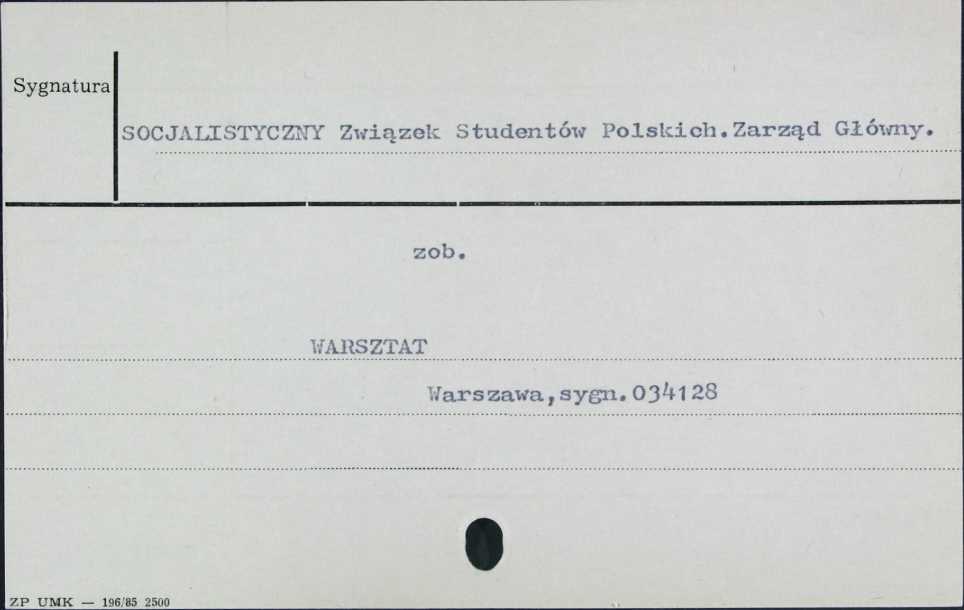 Sygnatura
SOCJALISTYCZNY Związek Studentów Polskich.Zarząd Główny.
zob.
WARSZTAT
Warszawa,sygn.034128
ZP UMK — 196/85 2500